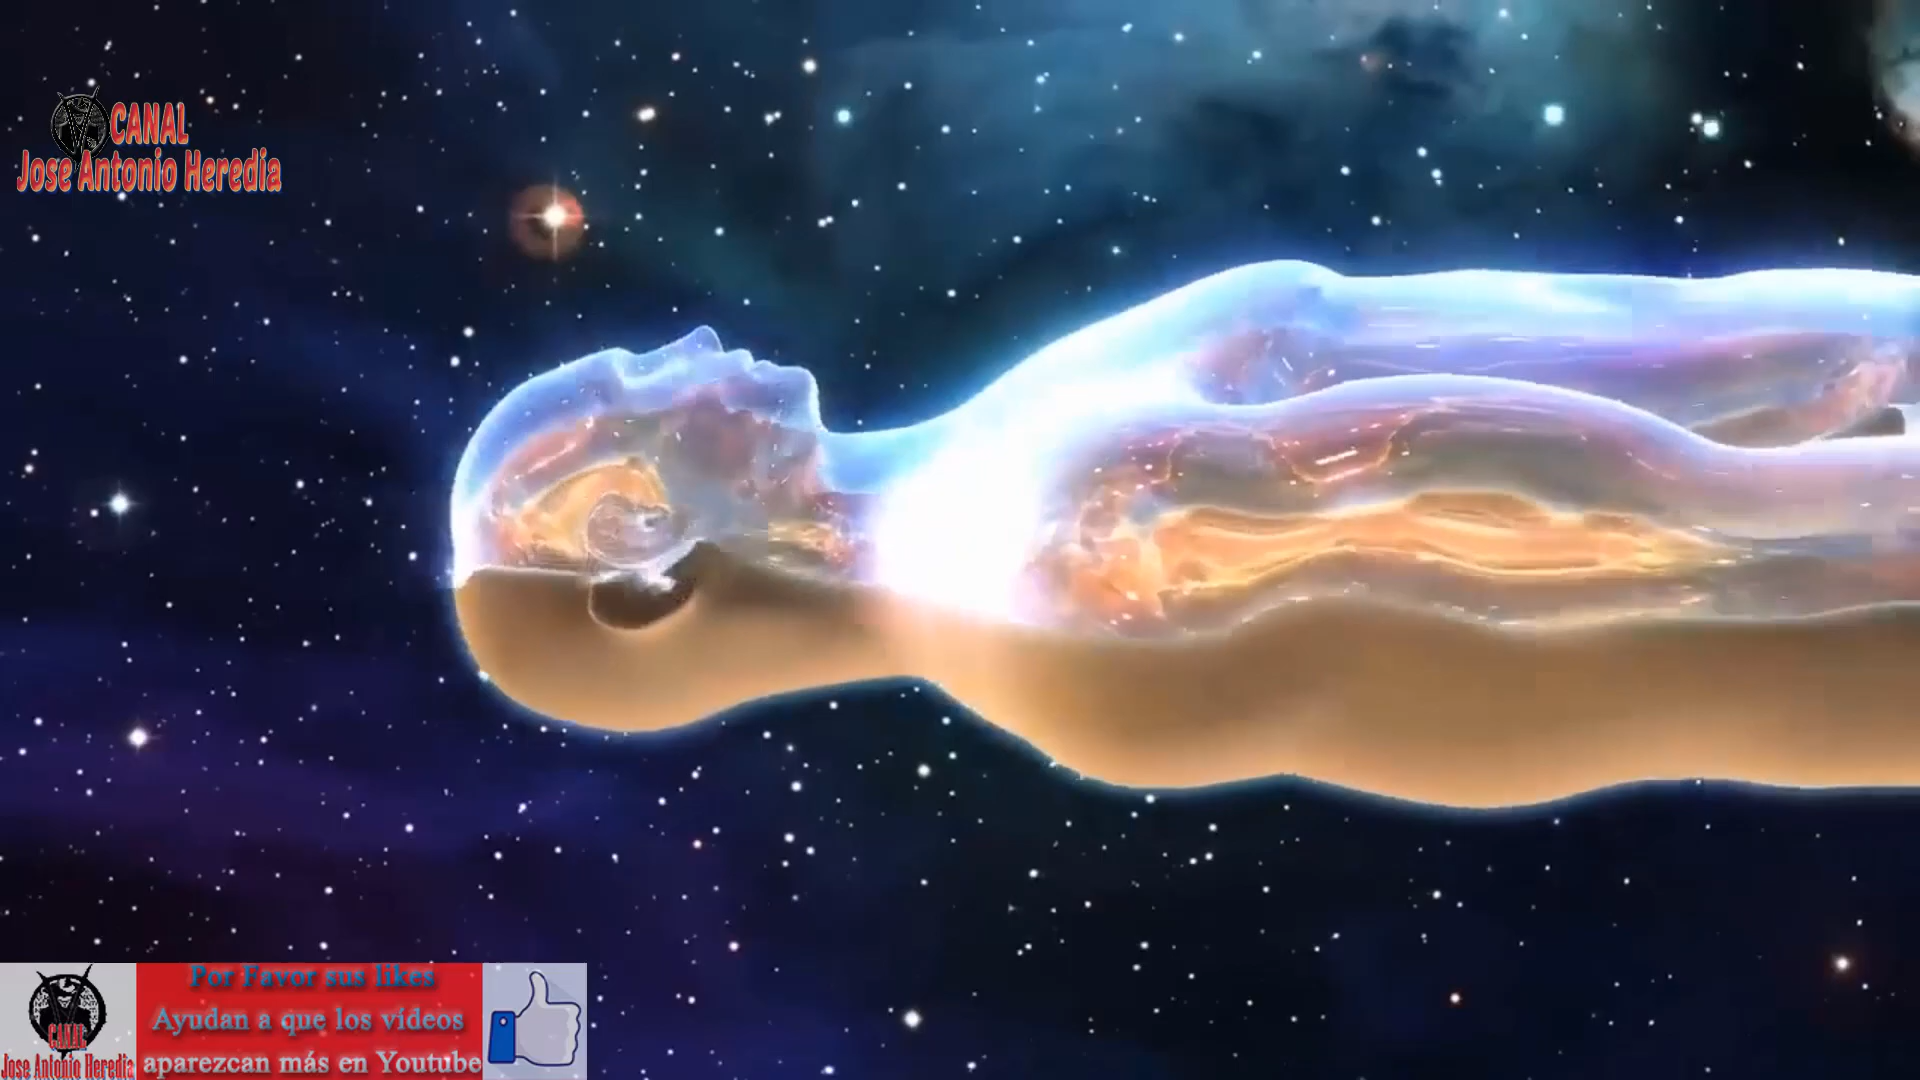 CANAL
Jose Antonio Heredia
Por Favor sus likes
Ayudan a que los vídeos
aparezcan más en Youtube
CANAL
Jose Antonio Heredia